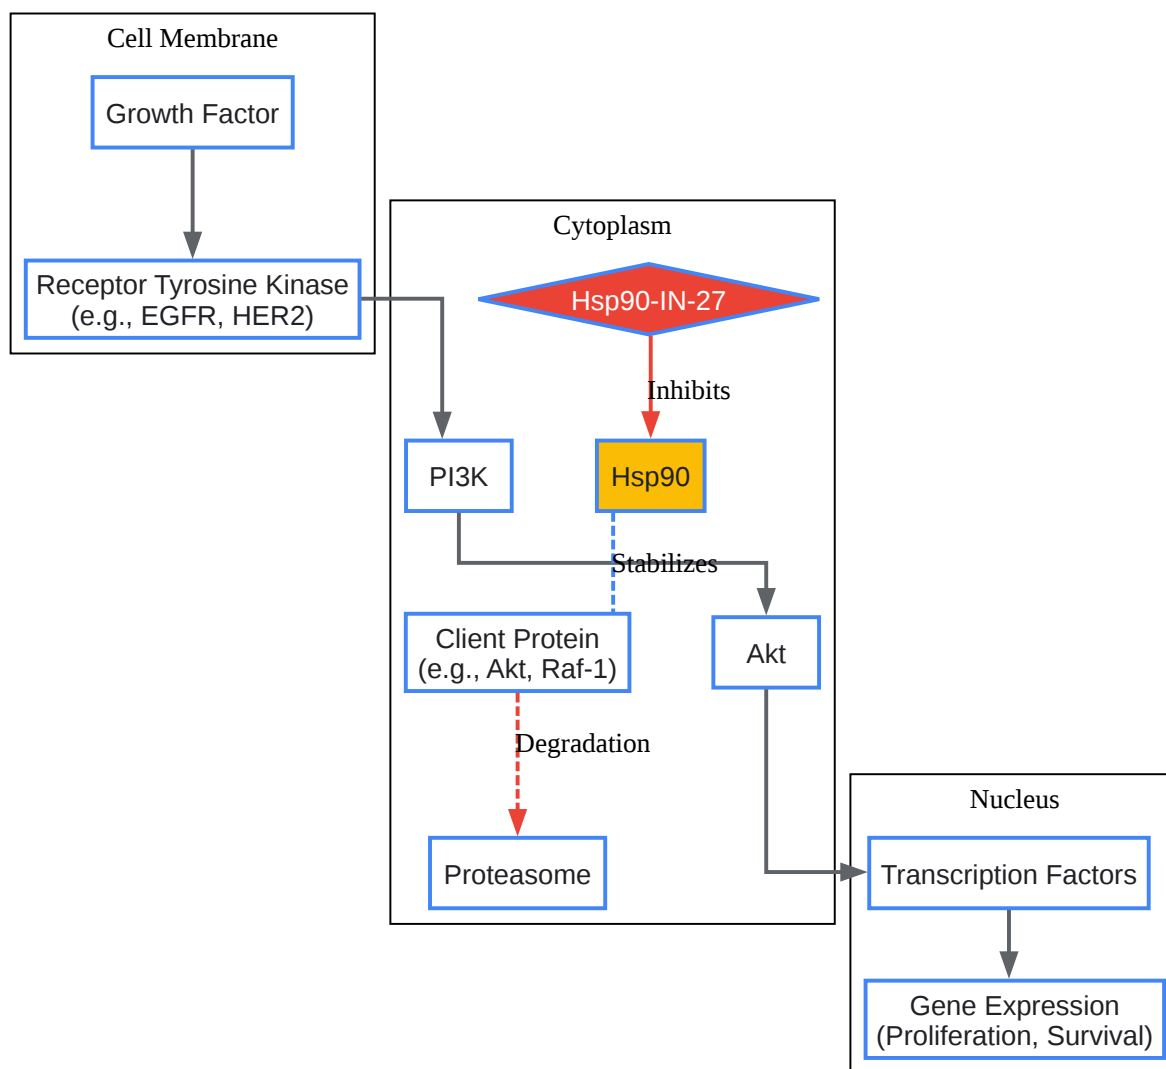 Cell Membrane
Growth Factor
Receptor Tyrosine Kinase
(e.g., EGFR, HER2)
Cytoplasm
Hsp90-IN-27
Inhibits
PI3K
Hsp90
Stabilizes
Client Protein
(e.g., Akt, Raf-1)
Akt
Degradation
Proteasome
Nucleus
Transcription Factors
Gene Expression
(Proliferation, Survival)